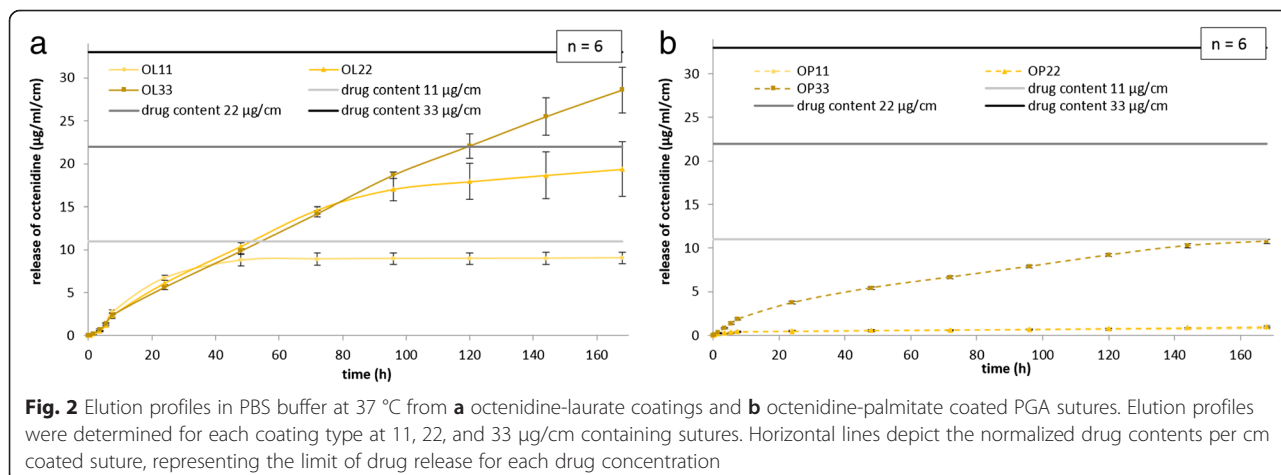 a
n = 6
OL11
OL22
OL33
drug content 11 µg/cm
drug content 22 µg/cm
drug content 33 µg/cm
release of octenidine (µg/ml/cm)
30
25
20
15
10
5
0
0 20 40 60 80 100 120 140 160
time (h)
b
n = 6
OP11
OP22
OP33
drug content 11 µg/cm
drug content 22 µg/cm
drug content 33 µg/cm
release of octenidine (µg/ml/cm)
30
25
20
15
10
5
0
0 20 40 60 80 100 120 140 160
time (h)
Fig. 2 Elution profiles in PBS buffer at 37 °C from a octenidine-laurate coatings and b octenidine-palmitate coated PGA sutures. Elution profiles
were determined for each coating type at 11, 22, and 33 µg/cm containing sutures. Horizontal lines depict the normalized drug contents per cm
coated suture, representing the limit of drug release for each drug concentration